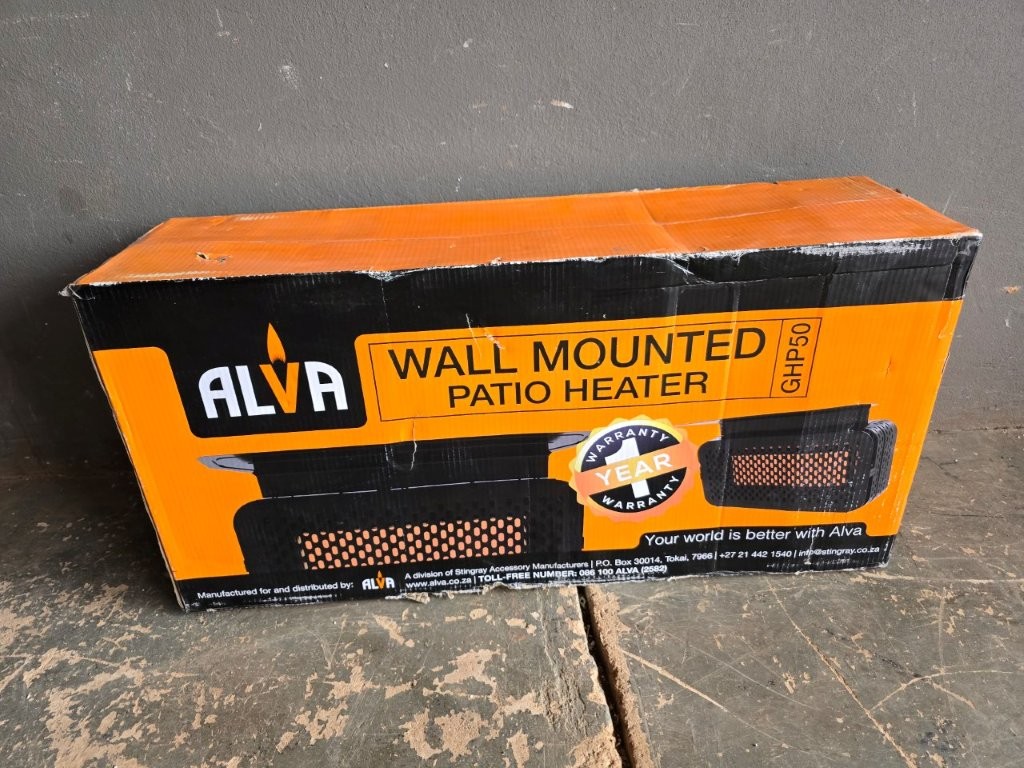 ALVA
WALL MOUNTED
PATIO HEATER
GHP50
WARRANTY
1
YEAR
WARRANTY
Your world is better with Alva
Manufactured for and distributed by: ALVA
A division of Stingray Accessory Manufacturers | P.O. Box 30014, Tokai, 7966 | +27 21 442 1540 | info@stingray.co.za
www.alva.co.za | TOLL-FREE NUMBER: 086 100 ALVA (2582)